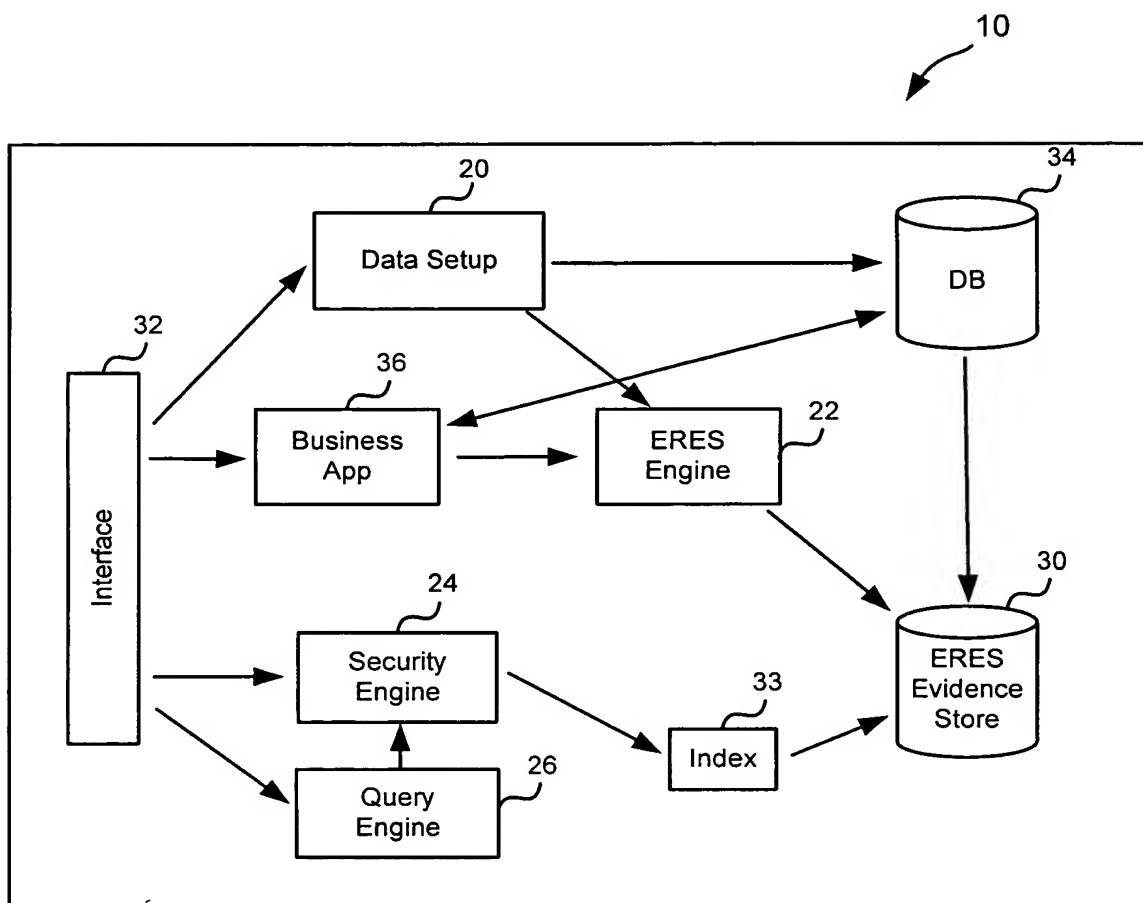 10
20
34
Data Setup
DB
32
36
22
Business
App
ERES
Engine
Interface
24
30
Security
Engine
ERES
Evidence
Store
33
Index
26
Query
Engine